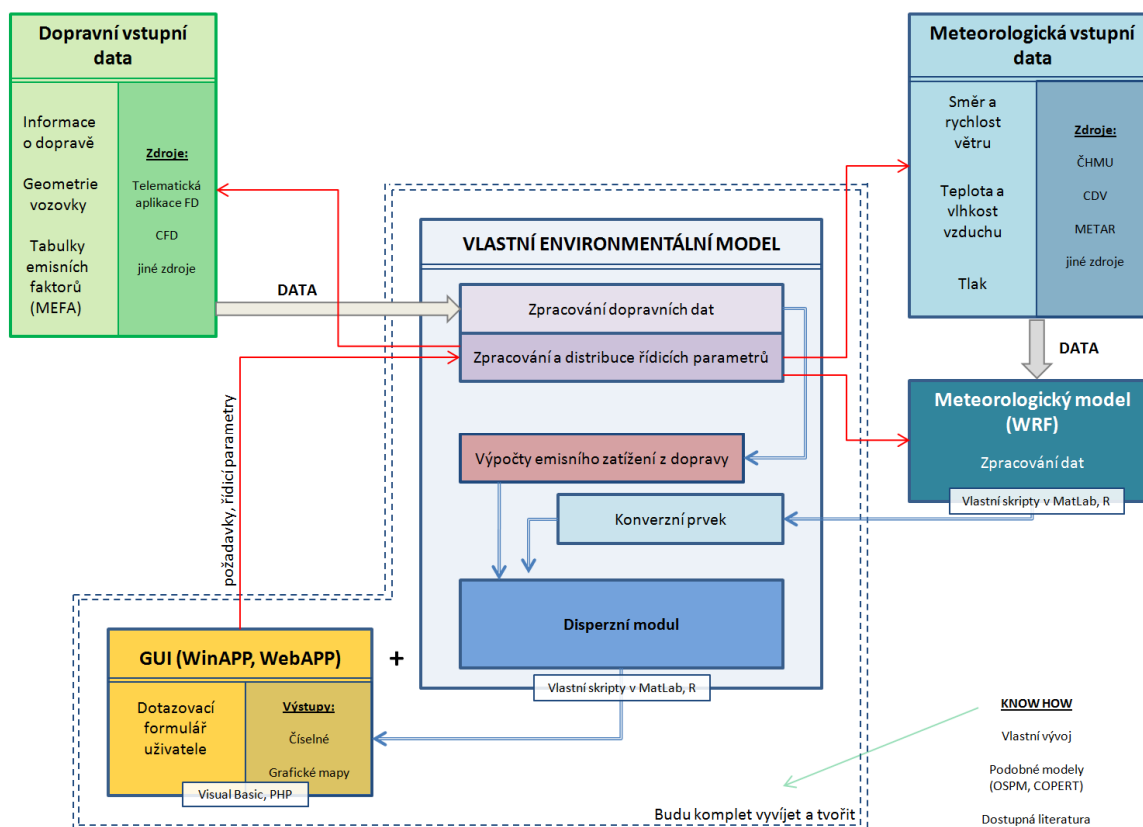 Dopravní vstupní
data
Informace
o dopravě
Geometrie
vozovky
Tabulky
emisních
faktorů
(MEFA)
Zdroje:
Telematická
aplikace FD
CFD
jiné zdroje
Meteorologická vstupní
data
Směr a
rychlost
větru
Teplota a
vlhkost
vzduchu
Tlak
Zdroje:
ČHMU
CDV
METAR
jiné zdroje
DATA
VLASTNÍ ENVIRONMENTÁLNÍ MODEL
Zpracování dopravních dat
Zpracování a distribuce řídicích parametrů
Výpočty emisního zatížení z dopravy
Konverzní prvek
Disperzní modul
Vlastní skripty v MatLab, R
DATA
Meteorologický model
(WRF)
Zpracování dat
Vlastní skripty v MatLab, R
požadavky, řídící parametry
GUI (WinAPP, WebAPP)
+
Dotazovací
formulář
uživatele
Výstupy:
Číselné
Grafické mapy
Visual Basic, PHP
KNOW HOW
Vlastní vývoj
Podobné modely
(OSPM, COPERT)
Dostupná literatura
Budu komplet vyvíjet a tvořit